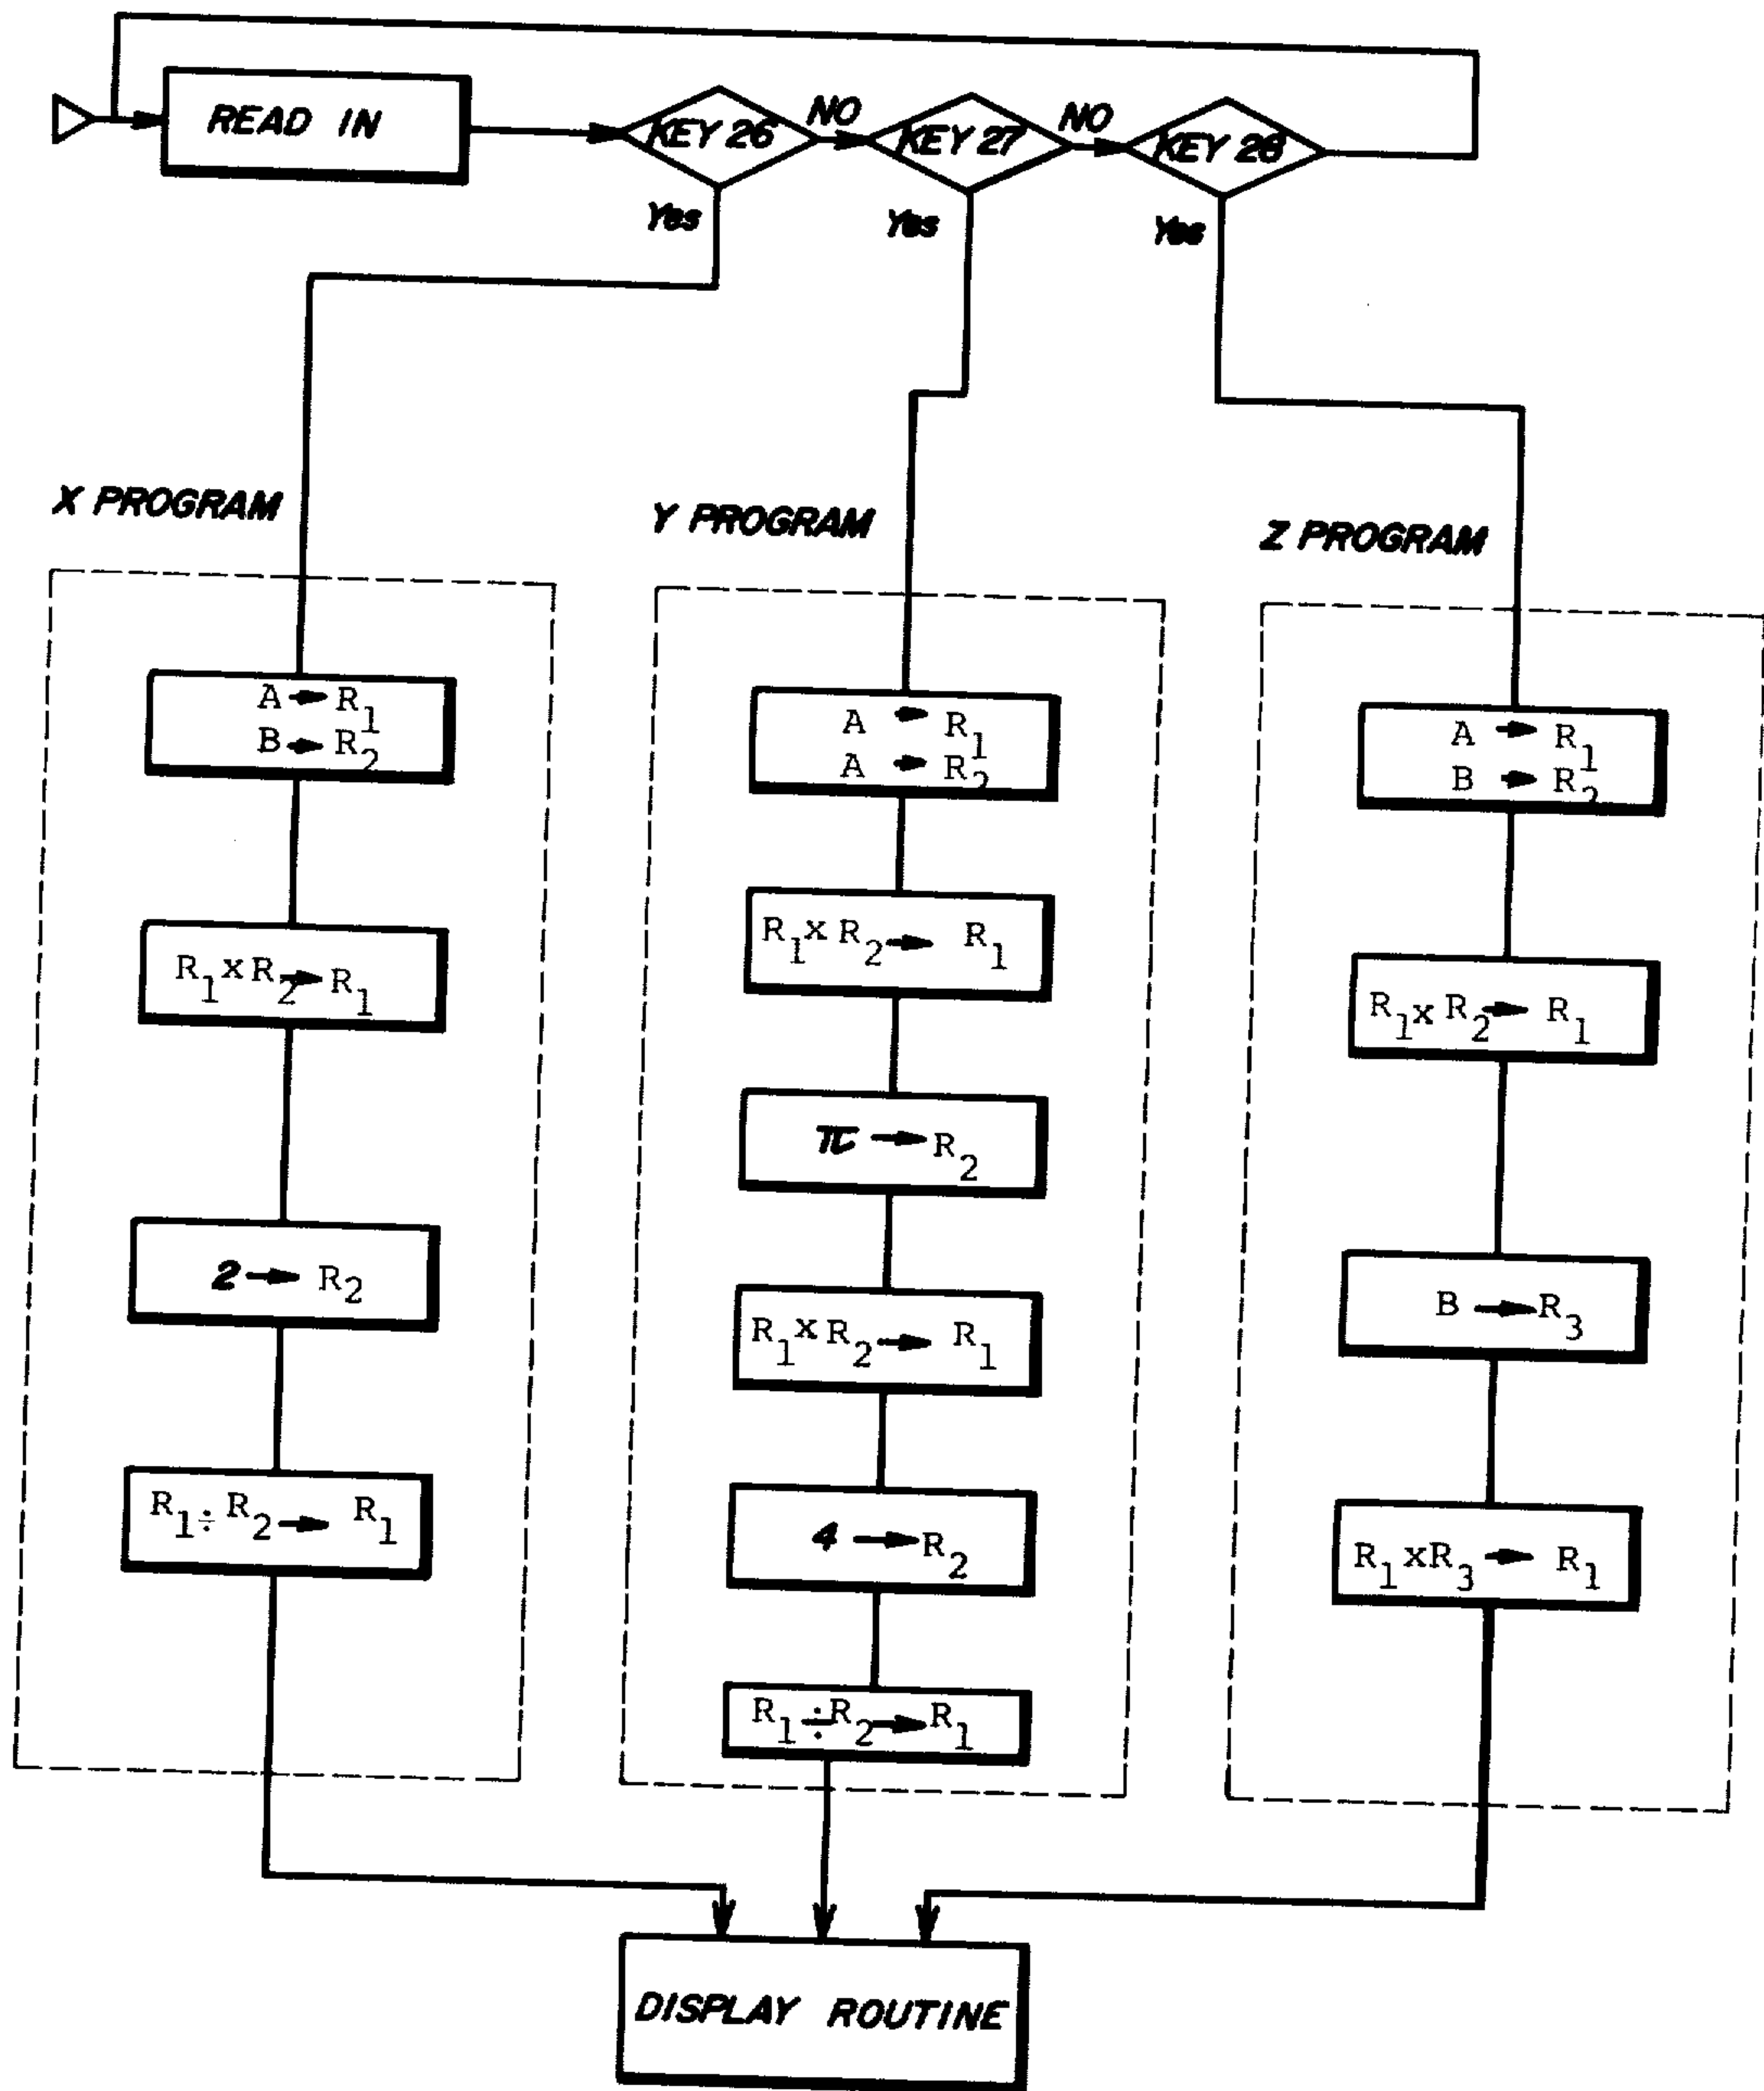 READ IN
KEY 26
NO
KEY 27
NO
KEY 28
Yes
Yes
Yes
X PROGRAM
A → R1
B → R2
R1 x R2 → R1
2 → R2
R1 ÷ R2 → R1
Y PROGRAM
A → R1
A → R2
R1 x R2 → R1
π → R2
R1 x R2 → R1
4 → R2
R1 ÷ R2 → R1
Z PROGRAM
A → R1
B → R2
R1 x R2 → R1
B → R3
R1 x R3 → R1
DISPLAY ROUTINE